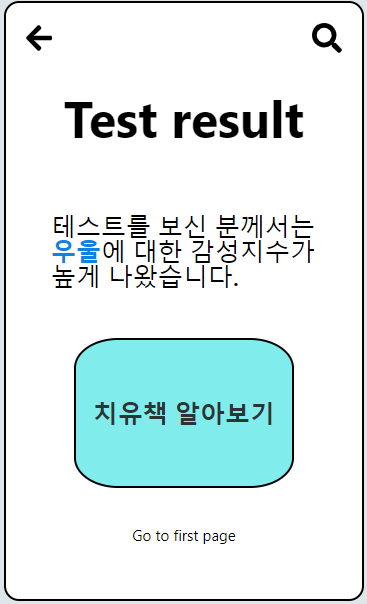 Test result
테스트를 보신 분께서는
우울에 대한 감성지수가
높게 나왔습니다.
치유책 알아보기
Go to first page